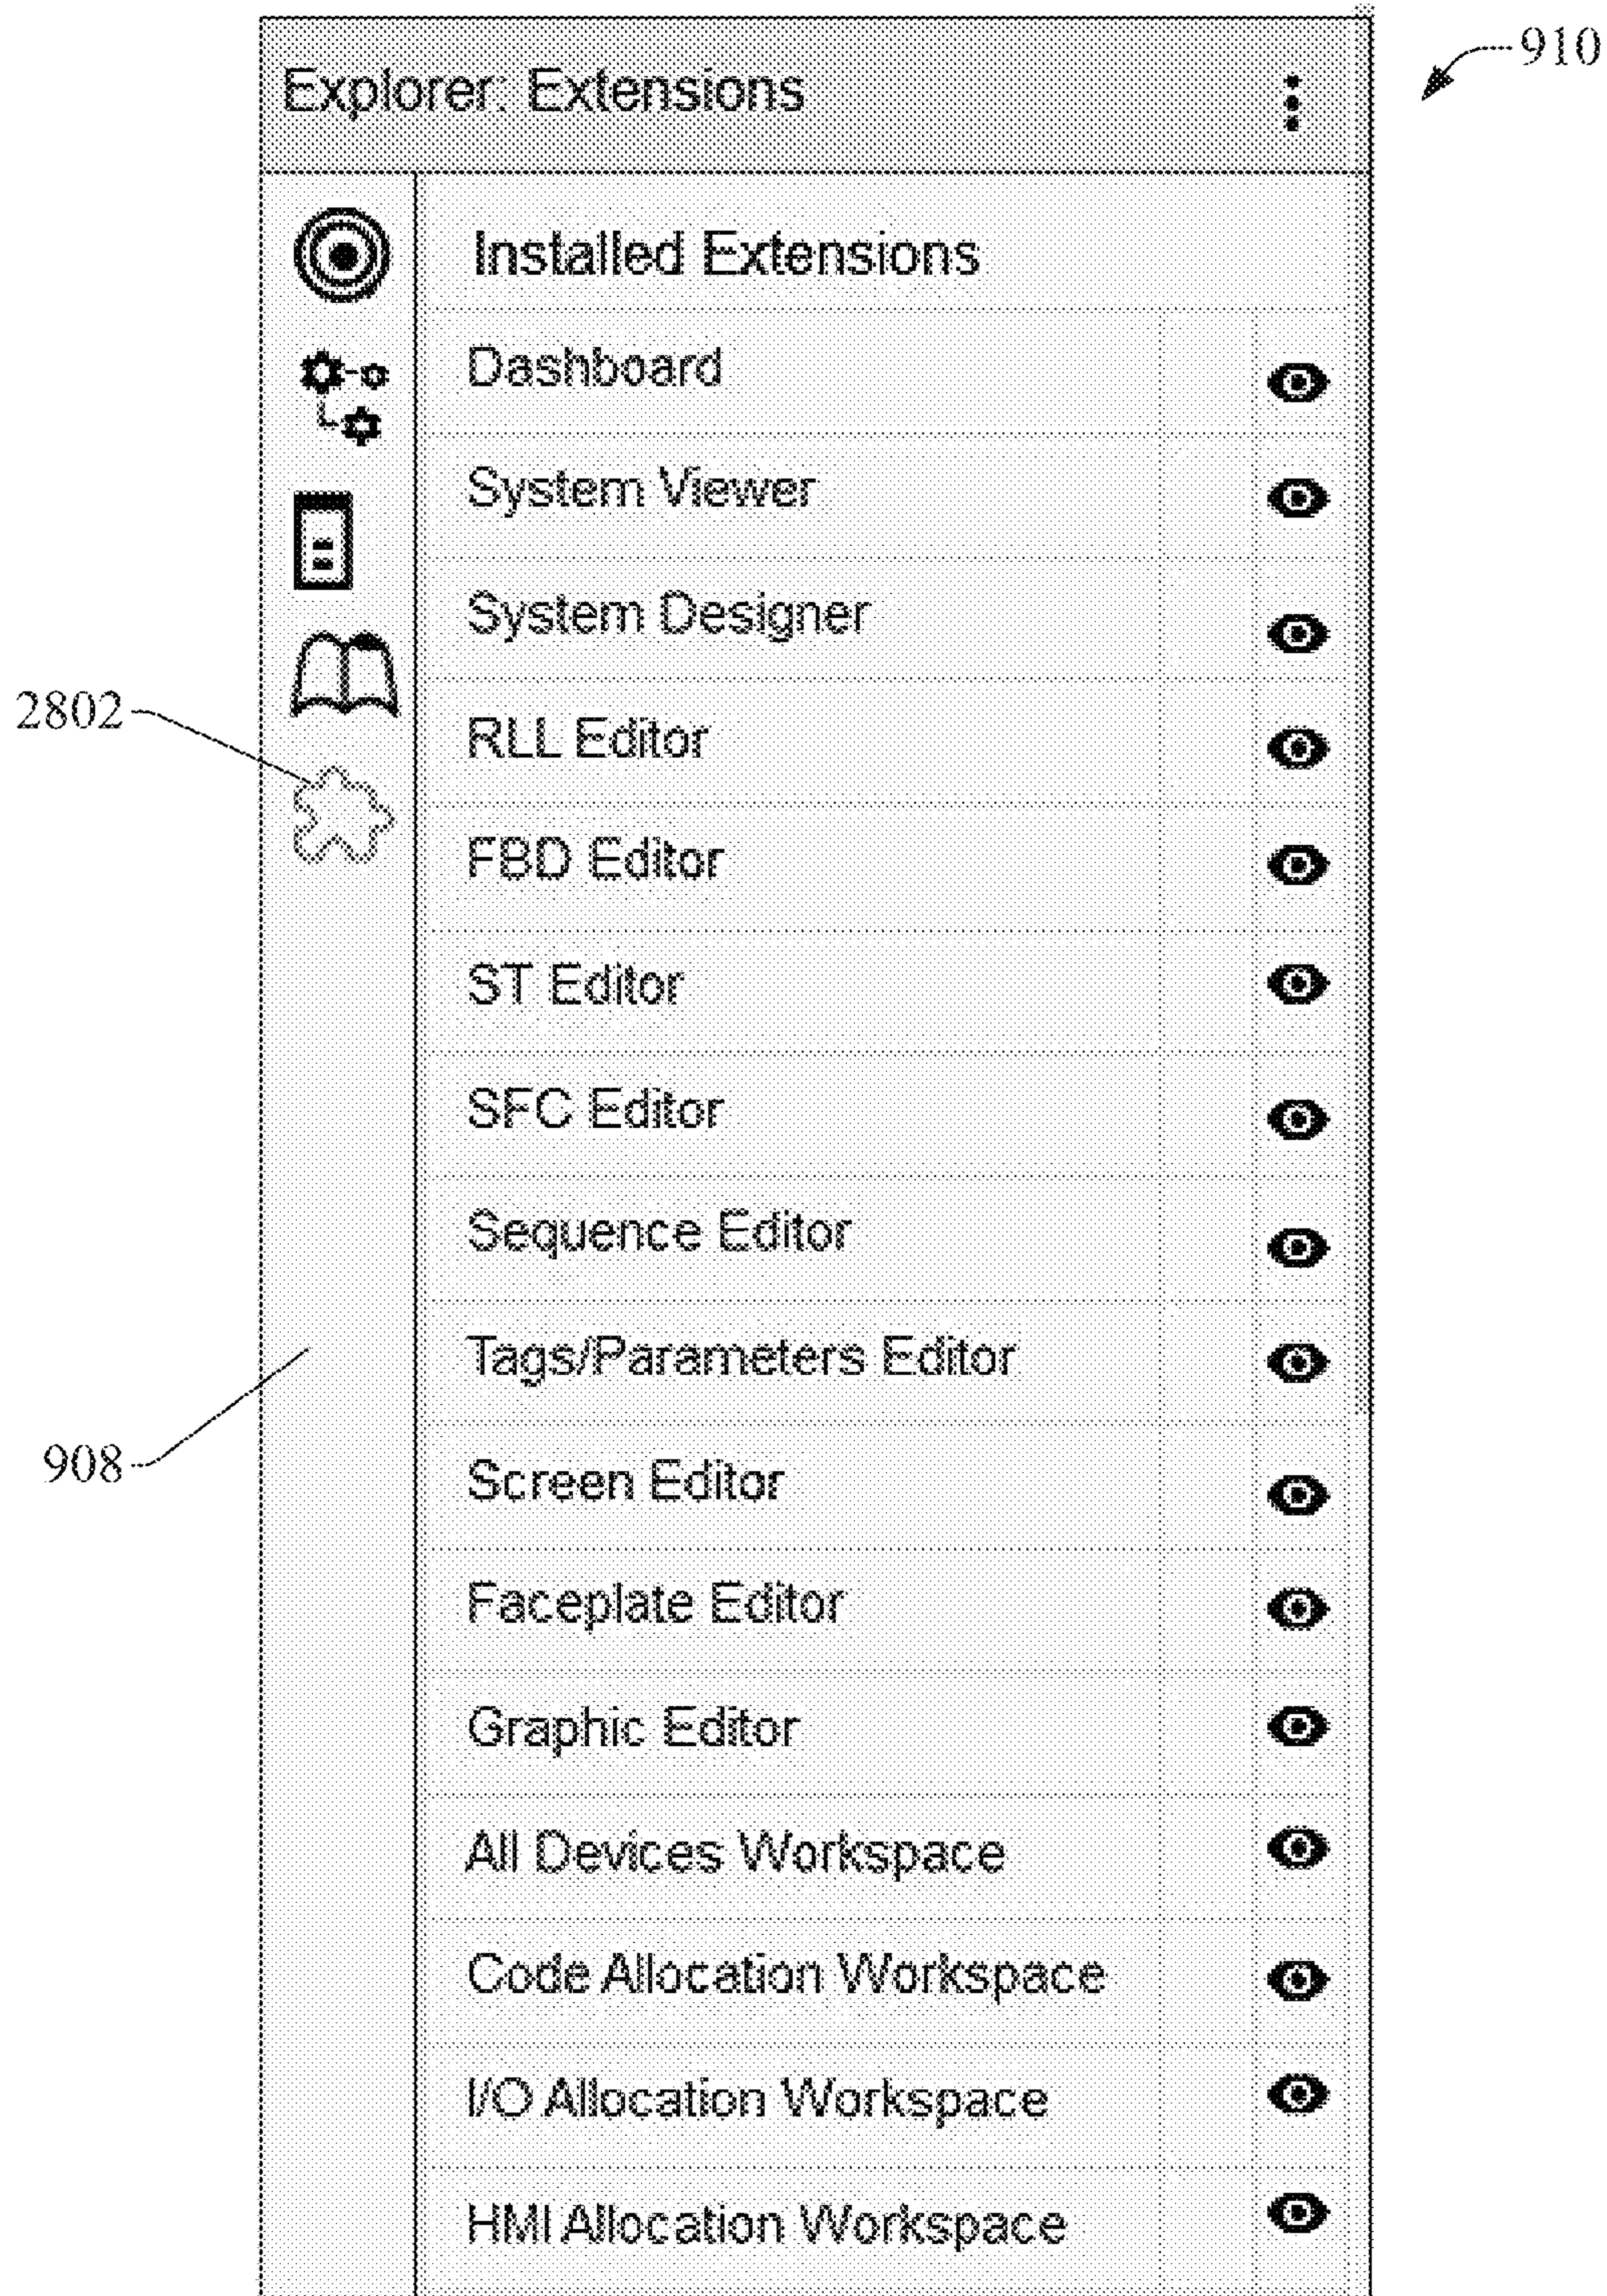 910
Explorer: Extensions
Installed Extensions
Dashboard
System Viewer
System Designer
2802
RLL Editor
FBD Editor
ST Editor
SFC Editor
Sequence Editor
Tags/Parameters Editor
908
Screen Editor
Faceplate Editor
Graphic Editor
All Devices Workspace
Code Allocation Workspace
I/O Allocation Workspace
HMI Allocation Workspace